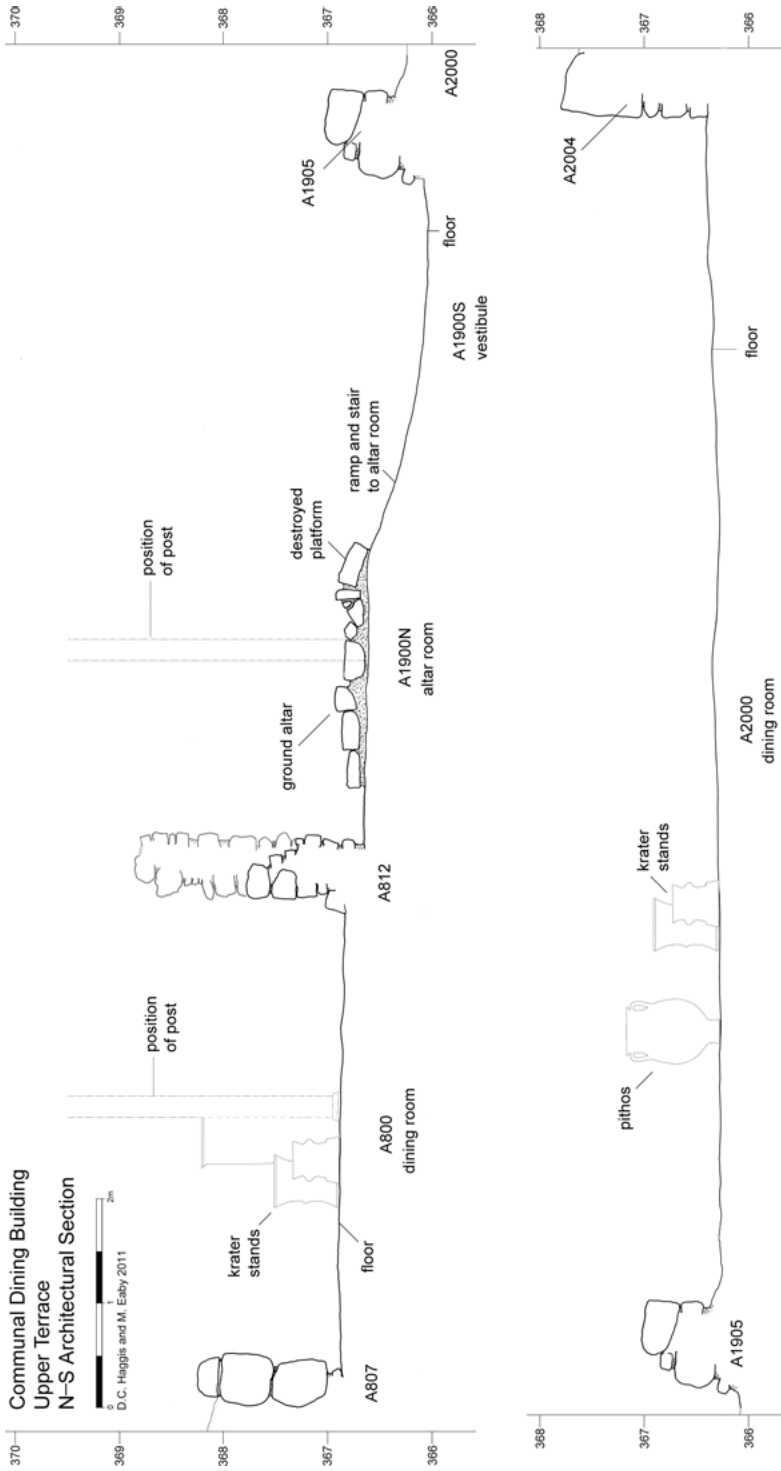 Communal Dining Building
Upper Terrace
N–S Architectural Section
0
1
2m
D.C. Haggis and M. Eaby 2011
370
369
368
367
366
A807
floor
krater
stands
A800
dining room
position
of post
A812
ground altar
A1900N
altar room
position
of post
destroyed
platform
ramp and stair
to altar room
A1900S
vestibule
floor
A1905
A2000
370
369
368
367
366
368
367
366
A1905
pithos
krater
stands
A2000
dining room
floor
A2004
368
367
366